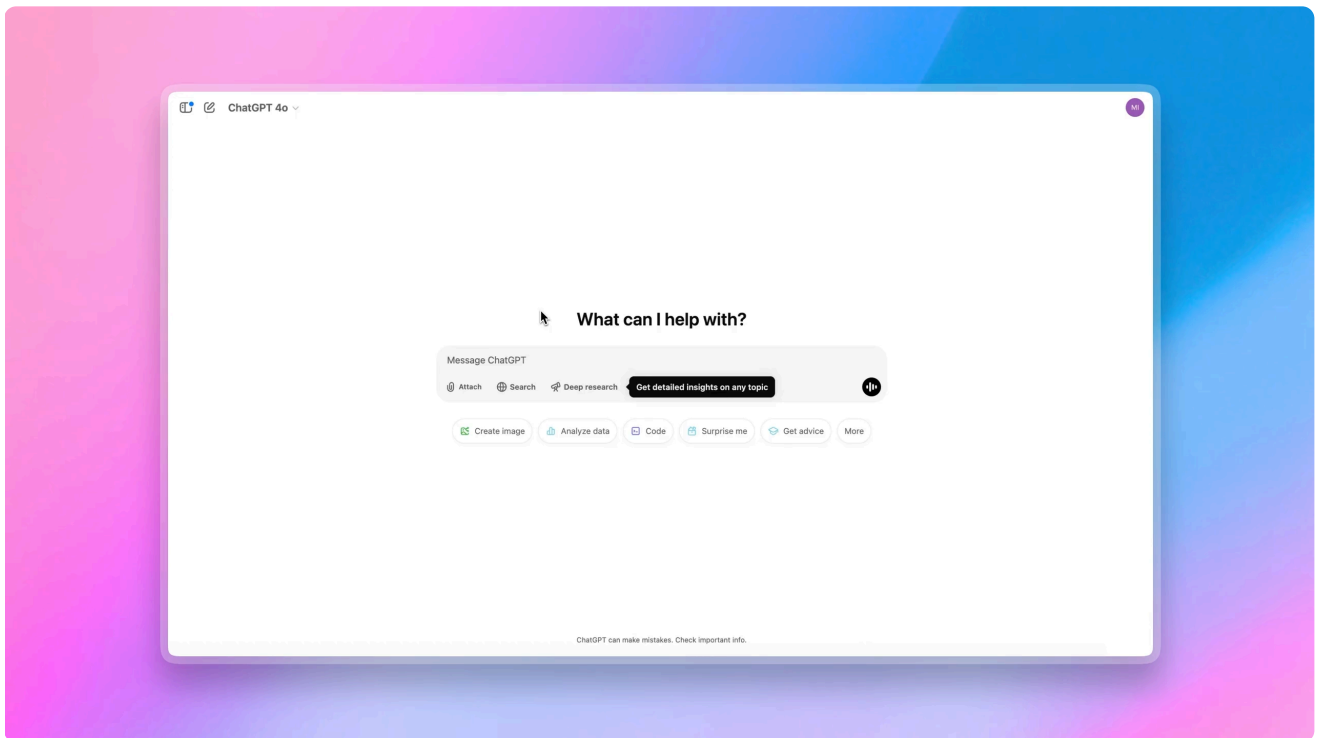 ChatGPT 4o
MI
What can I help with?
Message ChatGPT
Attach Search Deep research Get detailed insights on any topic
Create image Analyze data Code Surprise me Get advice More
ChatGPT can make mistakes. Check important info.